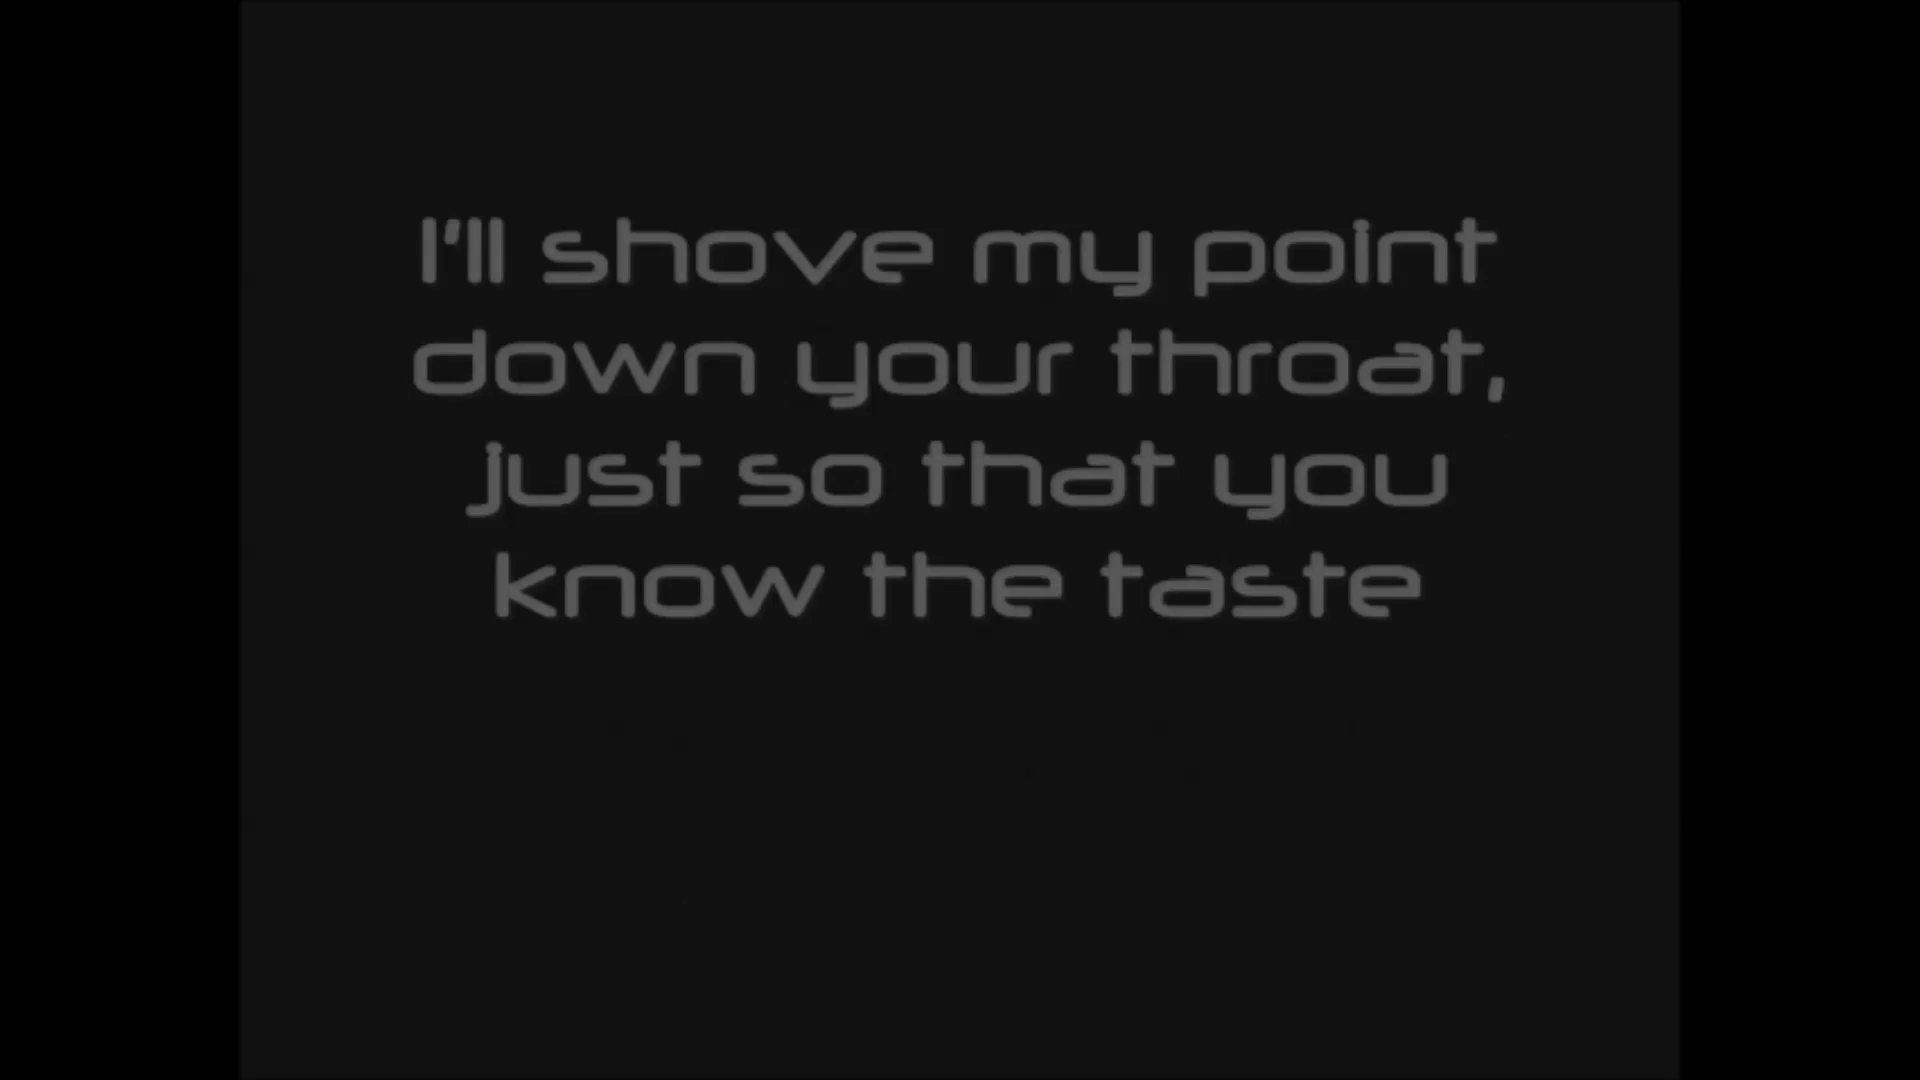 I'll shove my point
down your throat,
just so that you
know the taste